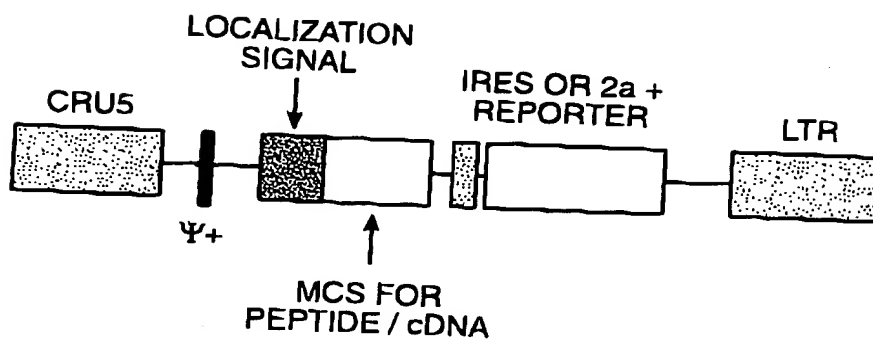 LOCALIZATION
SIGNAL
CRU5
IRES OR 2a +
REPORTER
LTR
Ψ+
MCS FOR
PEPTIDE / cDNA